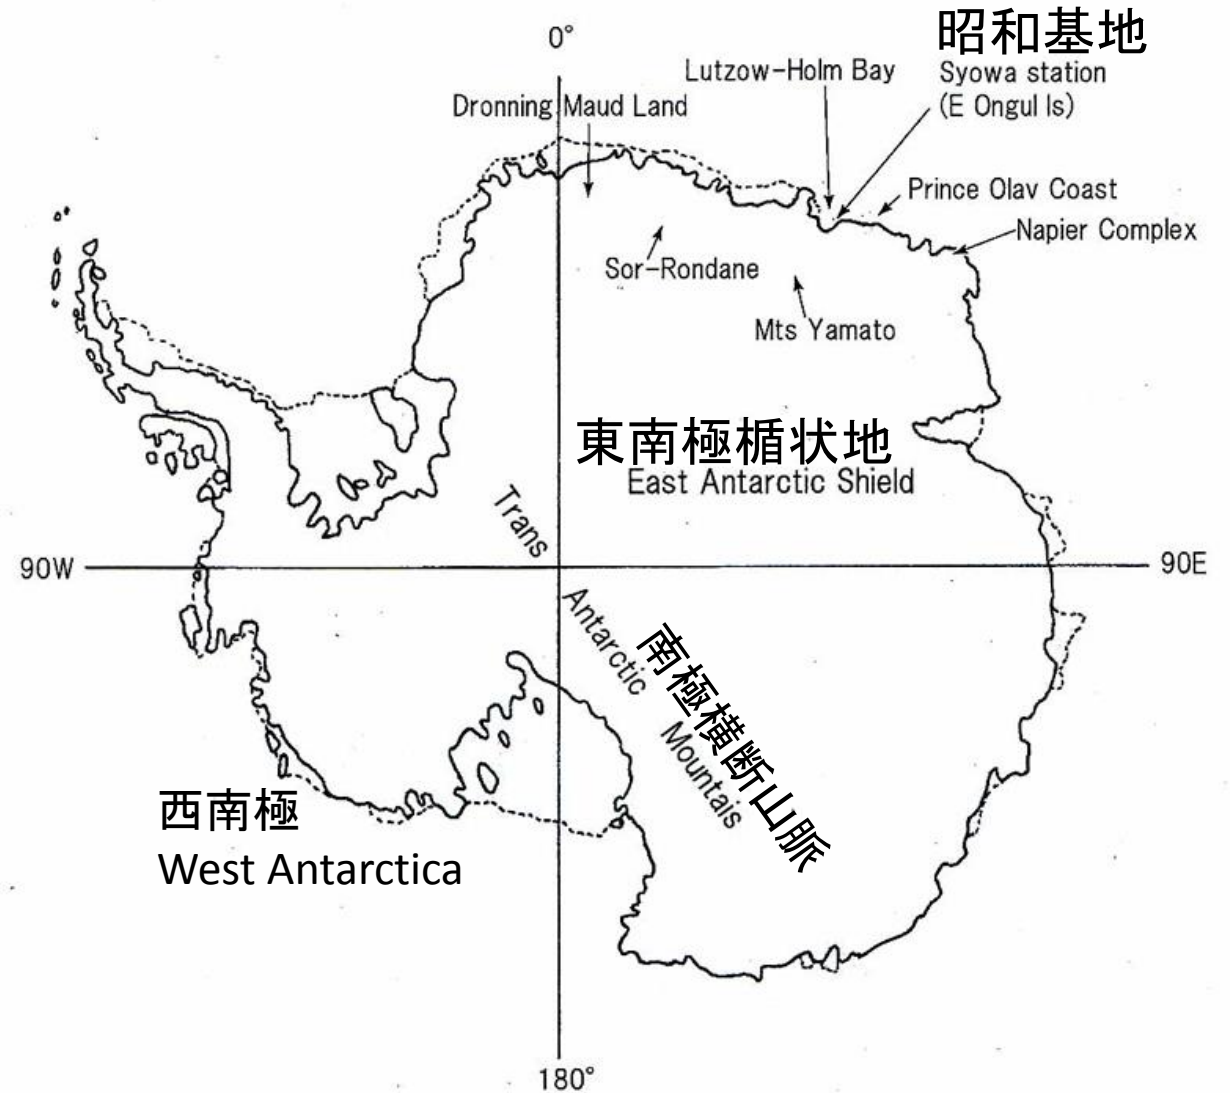 0°
昭和基地
Lutzow-Holm Bay
Syowa station
(E Ongul Is)
Dronning Maud Land
Prince Olav Coast
Napier Complex
Sor-Rondane
Mts Yamato
東南極楯状地
East Antarctic Shield
Trans
90W
90E
Antarctic
南極横断山脈
Mountais
西南極
West Antarctica
180°